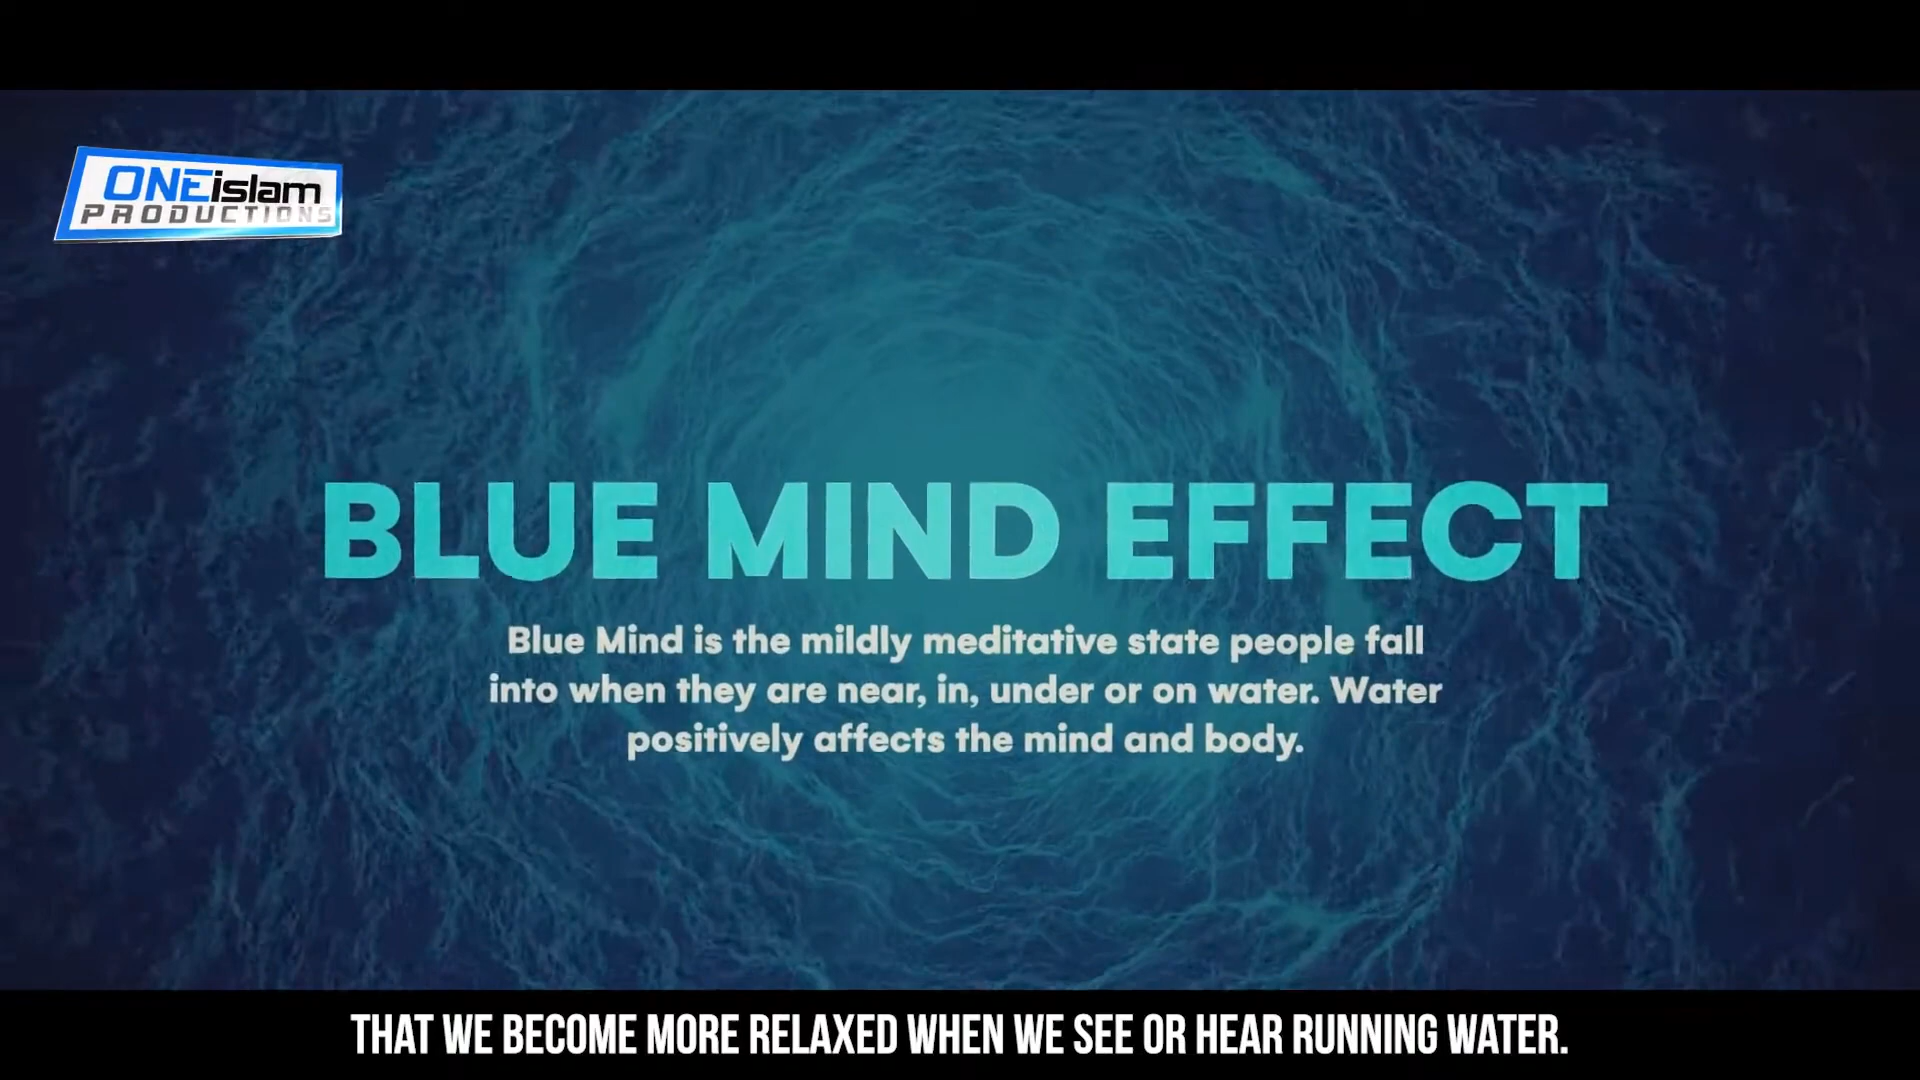 ONEislam
PRODUCTIONS
BLUE MIND EFFECT
Blue Mind is the mildly meditative state people fall
into when they are near, in, under or on water. Water
positively affects the mind and body.
THAT WE BECOME MORE RELAXED WHEN WE SEE OR HEAR RUNNING WATER.